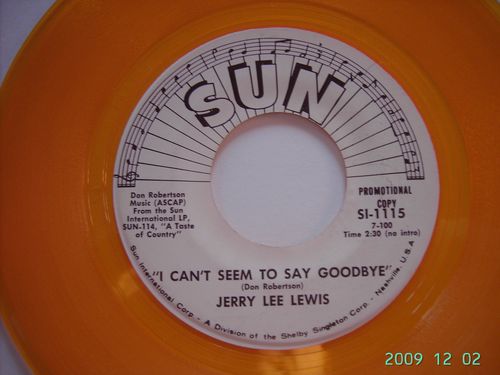 SUN
Don Robertson
Music (ASCAP)
From the Sun
International LP,
SUN-114, "A Taste
of Country"
PROMOTIONAL
COPY
SI-1115
7-100
Time 2:30 (no intro)
"I CAN'T SEEM TO SAY GOODBYE"
(Don Robertson)
JERRY LEE LEWIS
Sun International Corp. - A Division of the Shelby Singleton Corp. - Nashville, U.S.A.
2009 12 02